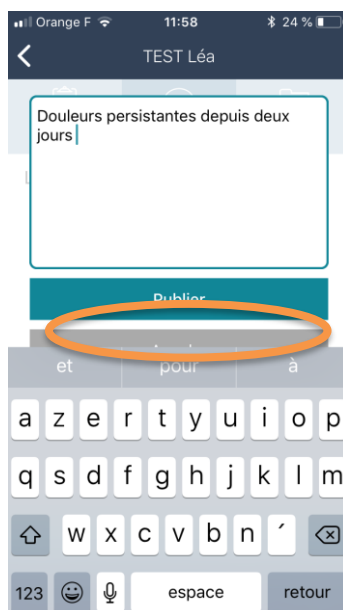 Orange F 11:58 24 %
TEST Léa
Douleurs persistantes depuis deux
jours
Publier
et pour à
a z e r t y u i o p
q s d f g h j k l m
w x c v b n ´
123 espace retour